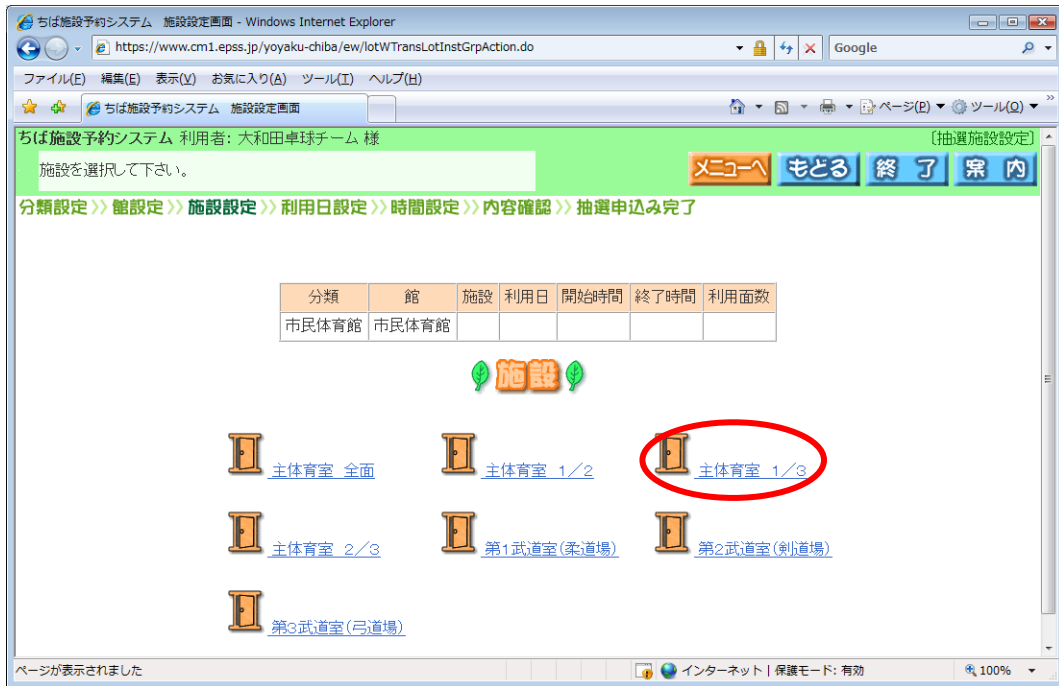 ちば施設予約システム　施設設定画面 - Windows Internet Explorer
https://www.cm1.epss.jp/yoyaku-chiba/ew/lotWTransLotInstGrpAction.do
Google
ファイル(F) 編集(E) 表示(V) お気に入り(A) ツール(T) ヘルプ(H)
ちば施設予約システム　施設設定画面
ページ(P) ツール(O)
ちば施設予約システム 利用者: 大和田卓球チーム 様 〔抽選施設設定〕
施設を選択して下さい。
メニューへ もどる 終了 案内
分類設定》館設定》施設設定》利用日設定》時間設定》内容確認》抽選申込み完了
分類 館 施設 利用日 開始時間 終了時間 利用面数
市民体育館 市民体育館
施設
主体育室 全面 主体育室 1／2 主体育室 1／3
主体育室 2／3 第1武道室(柔道場) 第2武道室(剣道場)
第3武道室(弓道場)
ページが表示されました インターネット | 保護モード: 有効 100%